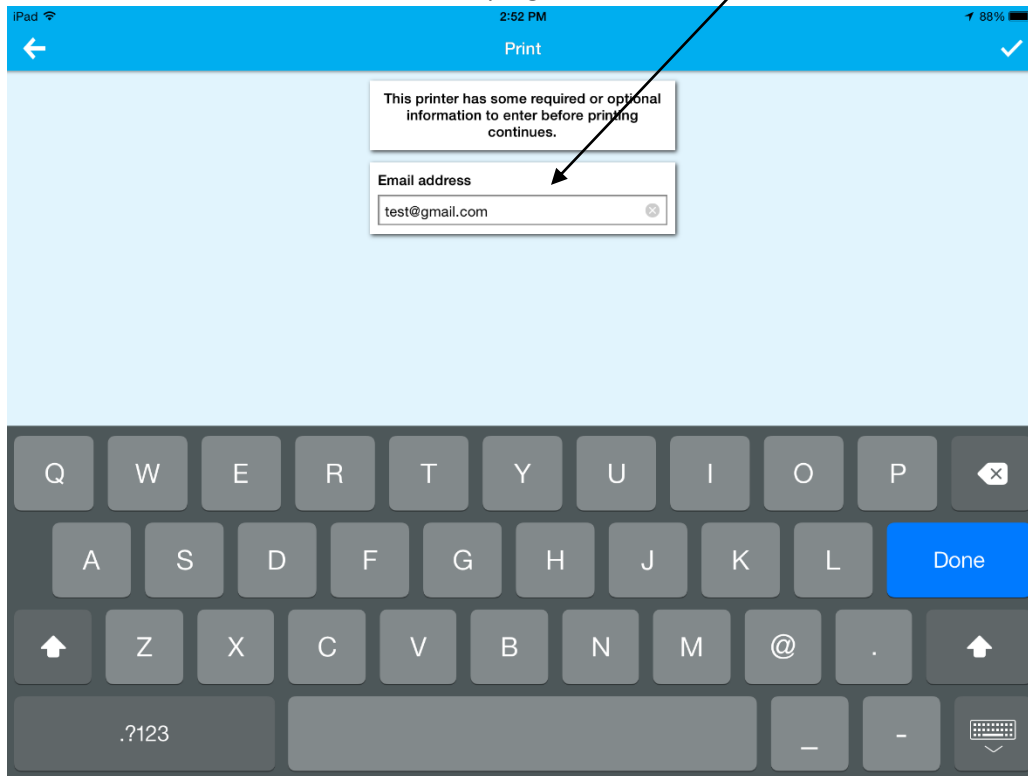 iPad 2:52 PM 88%
Print
This printer has some required or optional
information to enter before printing
continues.
Email address
test@gmail.com
Q W E R T Y U I O P
A S D F G H J K L Done
Z X C V B N M @ .
.?123 _ -